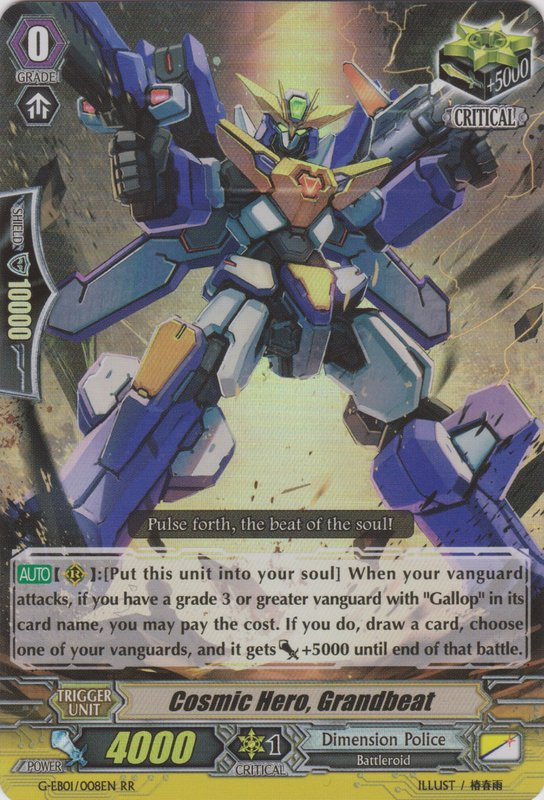 0
GRADE
+5000
CRITICAL
SHIELD
10000
Pulse forth, the beat of the soul!
AUTO【 R 】:[Put this unit into your soul] When your vanguard
attacks, if you have a grade 3 or greater vanguard with "Gallop" in its
card name, you may pay the cost. If you do, draw a card, choose
one of your vanguards, and it gets +5000 until end of that battle.
TRIGGER
UNIT
Cosmic Hero, Grandbeat
POWER
4000
1
CRITICAL
Dimension Police
Battleroid
G-EB01/008EN RR
ILLUST / 椿春雨